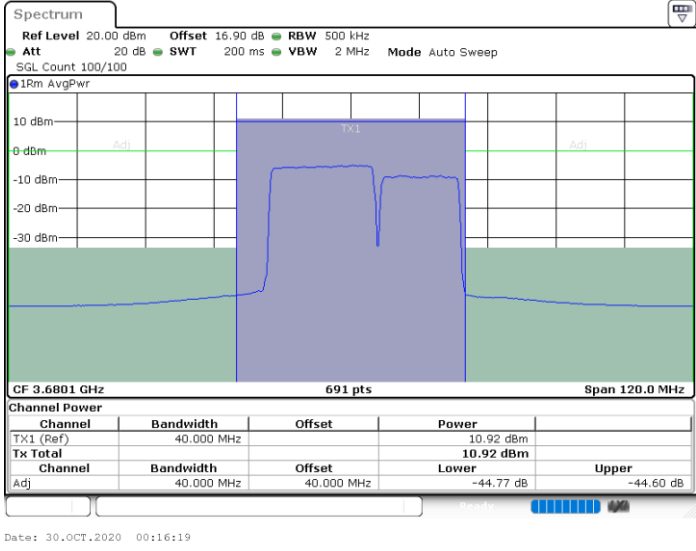 Spectrum
Ref Level 20.00 dBm Offset 16.90 dB RBW 500 kHz
Att 20 dB SWT 200 ms VBW 2 MHz Mode Auto Sweep
SGL Count 100/100
1Rm AvgPwr
10 dBm
TX1
Adj Adj
0 dBm
-10 dBm
-20 dBm
-30 dBm
CF 3.6801 GHz 691 pts Span 120.0 MHz
Channel Power
Channel Bandwidth Offset Power
TX1 (Ref) 40.000 MHz 10.92 dBm
Tx Total 10.92 dBm
Channel Bandwidth Offset Lower Upper
Adj 40.000 MHz 40.000 MHz -44.77 dB -44.60 dB
Ready
Date: 30.OCT.2020 00:16:19